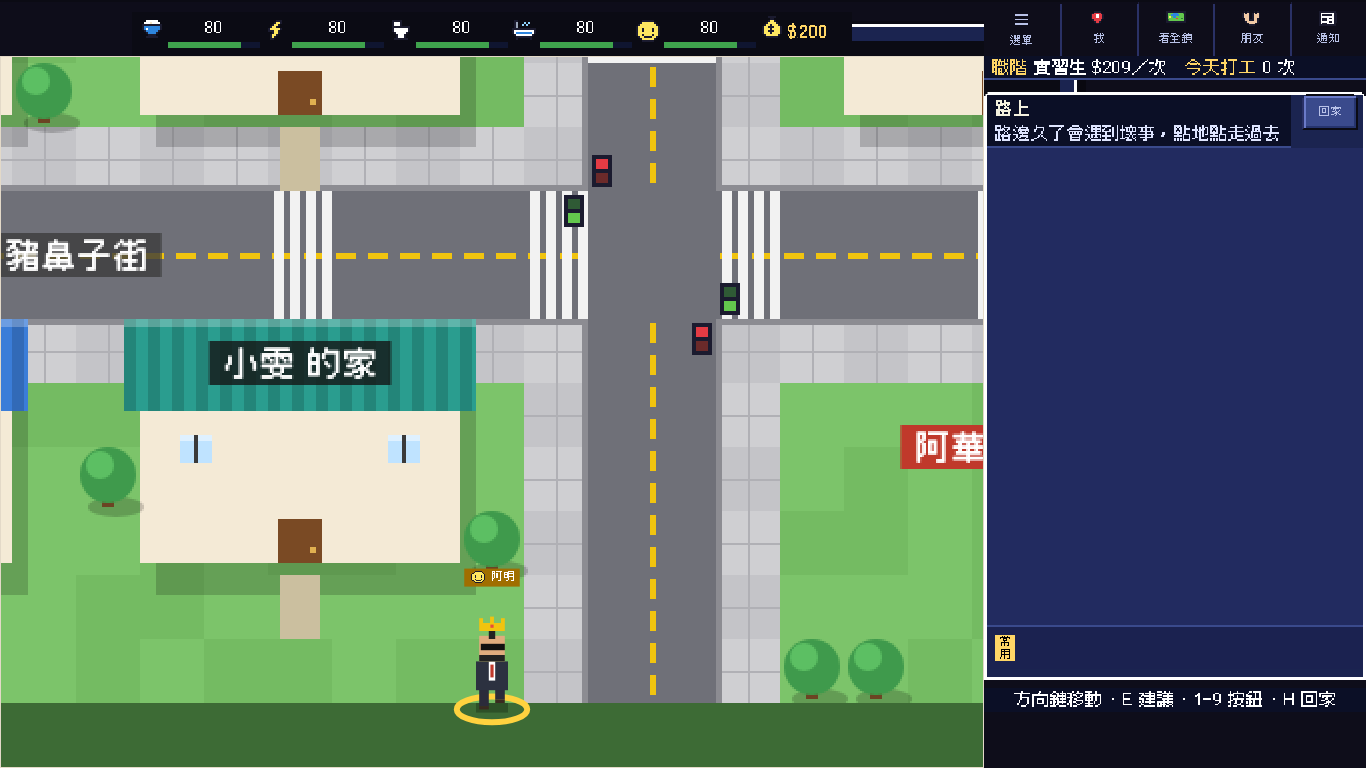 80 80 80 80 80 $200
選單 我 看全鎮 朋友 通知
職階 實習生 $209／次 今天打工 0 次
路上
回家
路邊久了會遇到壞事，點地點走過去
豬鼻子街
小雯 的家
阿華
阿明
常用
方向鍵移動 · E 建議 · 1-9 按鈕 · H 回家